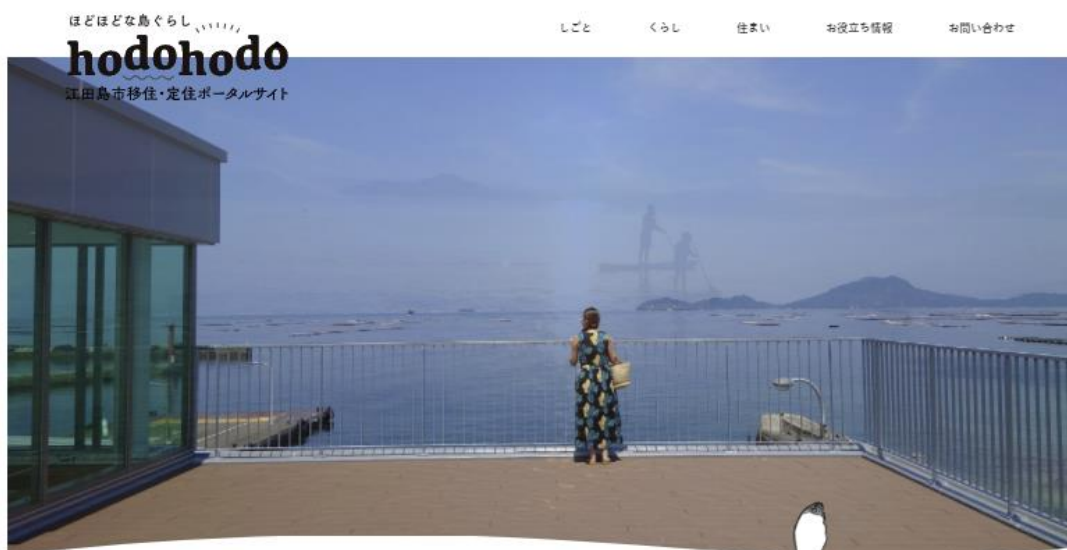 ほどほどな島ぐらし
hodohodo
江田島市移住・定住ポータルサイト
しごと くらし 住まい お役立ち情報 お問い合わせ